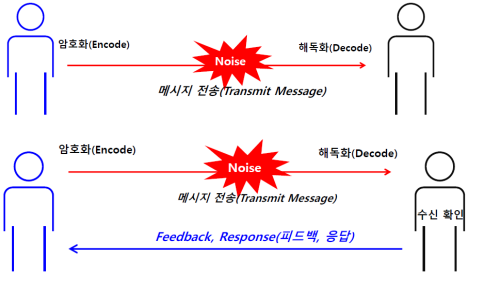 암호화(Encode)
해독화(Decode)
Noise
메시지 전송(Transmit Message)
암호화(Encode)
해독화(Decode)
Noise
메시지 전송(Transmit Message)
수신 확인
Feedback, Response(피드백, 응답)